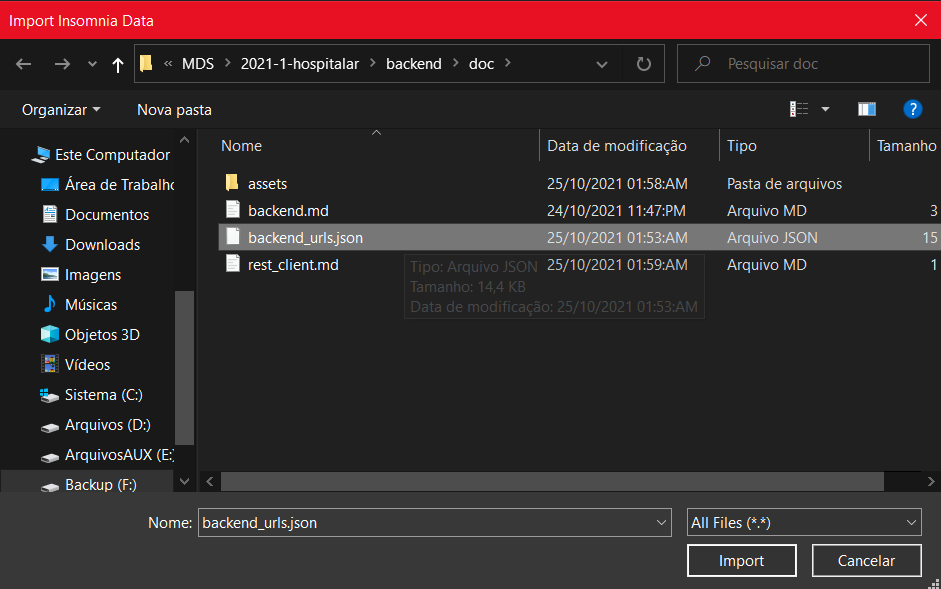 Import Insomnia Data
« MDS > 2021-1-hospitalar > backend > doc >
Pesquisar doc
Organizar
Nova pasta
Este Computador
Área de Trabalho
Documentos
Downloads
Imagens
Músicas
Objetos 3D
Vídeos
Sistema (C:)
Arquivos (D:)
ArquivosAUX (E:)
Backup (F:)
Nome Data de modificação Tipo Tamanho
assets 25/10/2021 01:58:AM Pasta de arquivos
backend.md 24/10/2021 11:47:PM Arquivo MD 3
backend_urls.json 25/10/2021 01:53:AM Arquivo JSON 15
rest_client.md 25/10/2021 01:59:AM Arquivo MD 1
Tipo: Arquivo JSON
Tamanho: 14,4 KB
Data de modificação: 25/10/2021 01:53:AM
Nome: backend_urls.json
All Files (*.*)
Import
Cancelar